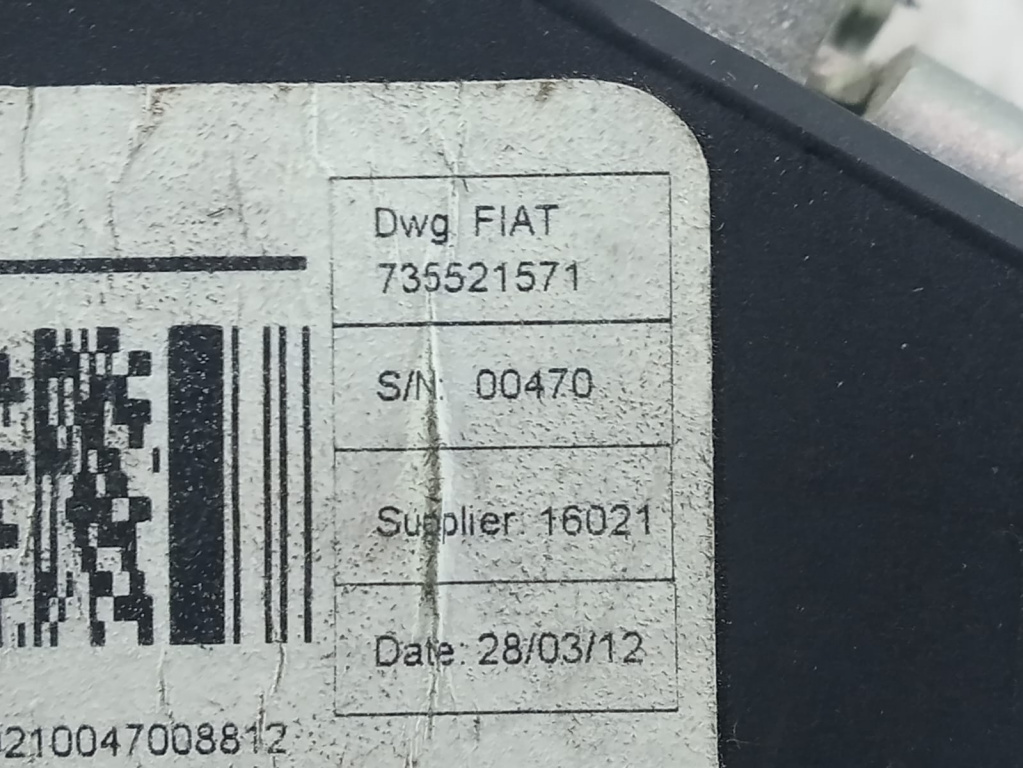 Dwg. FIAT
735521571
S/N: 00470
Supplier: 16021
Date: 28/03/12
210047008812